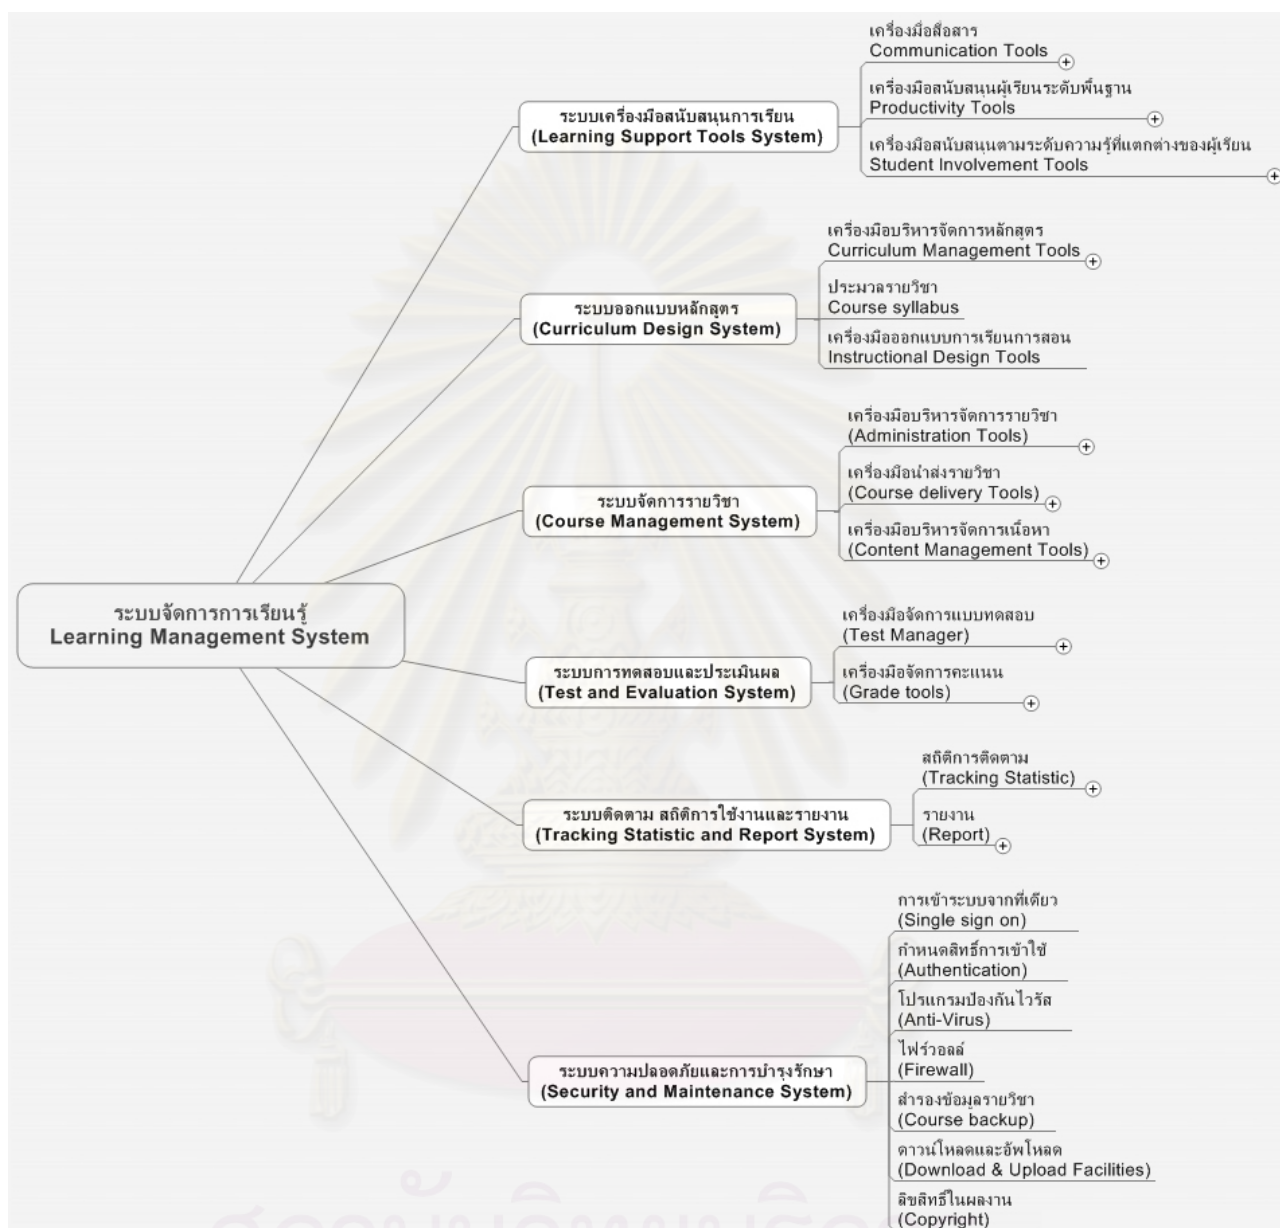 เครื่องมือสื่อสาร
Communication Tools
เครื่องมือสนับสนุนผู้เรียนระดับพื้นฐาน
Productivity Tools
เครื่องมือสนับสนุนตามระดับความรู้ที่แตกต่างของผู้เรียน
Student Involvement Tools
ระบบเครื่องมือสนับสนุนการเรียน
(Learning Support Tools System)
เครื่องมือบริหารจัดการหลักสูตร
Curriculum Management Tools
ประมวลรายวิชา
Course syllabus
เครื่องมือออกแบบการเรียนการสอน
Instructional Design Tools
ระบบออกแบบหลักสูตร
(Curriculum Design System)
เครื่องมือบริหารจัดการรายวิชา
(Administration Tools)
เครื่องมือนำส่งรายวิชา
(Course delivery Tools)
เครื่องมือบริหารจัดการเนื้อหา
(Content Management Tools)
ระบบจัดการรายวิชา
(Course Management System)
ระบบจัดการการเรียนรู้
Learning Management System
เครื่องมือจัดการแบบทดสอบ
(Test Manager)
เครื่องมือจัดการคะแนน
(Grade tools)
ระบบการทดสอบและประเมินผล
(Test and Evaluation System)
สถิติการติดตาม
(Tracking Statistic)
รายงาน
(Report)
ระบบติดตาม สถิติการใช้งานและรายงาน
(Tracking Statistic and Report System)
การเข้าระบบจากที่เดียว
(Single sign on)
กำหนดสิทธิ์การเข้าใช้
(Authentication)
โปรแกรมป้องกันไวรัส
(Anti-Virus)
ไฟร์วอลล์
(Firewall)
สำรองข้อมูลรายวิชา
(Course backup)
ดาวน์โหลดและอัพโหลด
(Download & Upload Facilities)
ลิขสิทธิ์ในผลงาน
(Copyright)
ระบบความปลอดภัยและการบำรุงรักษา
(Security and Maintenance System)